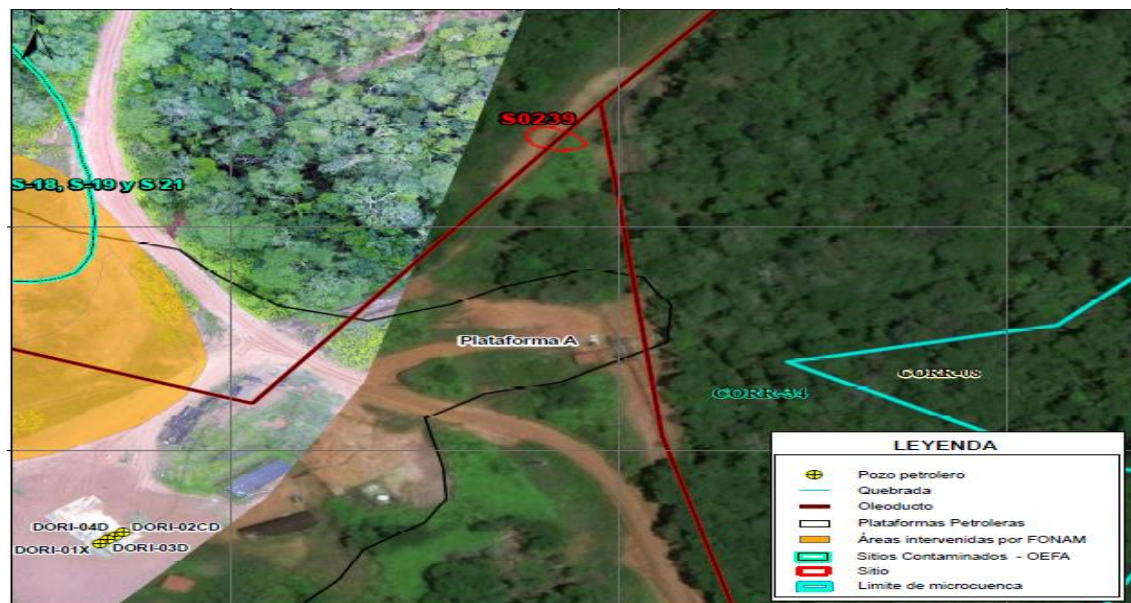 S0239
S-18, S-19 y S 21
Plataforma A
CORR-08
CORR-34
DORI-04D
DORI-02CD
DORI-01X
DORI-03D
LEYENDA
Pozo petrolero
Quebrada
Oleoducto
Plataformas Petroleras
Áreas intervenidas por FONAM
Sitios Contaminados - OEFA
Sitio
Limite de microcuenca